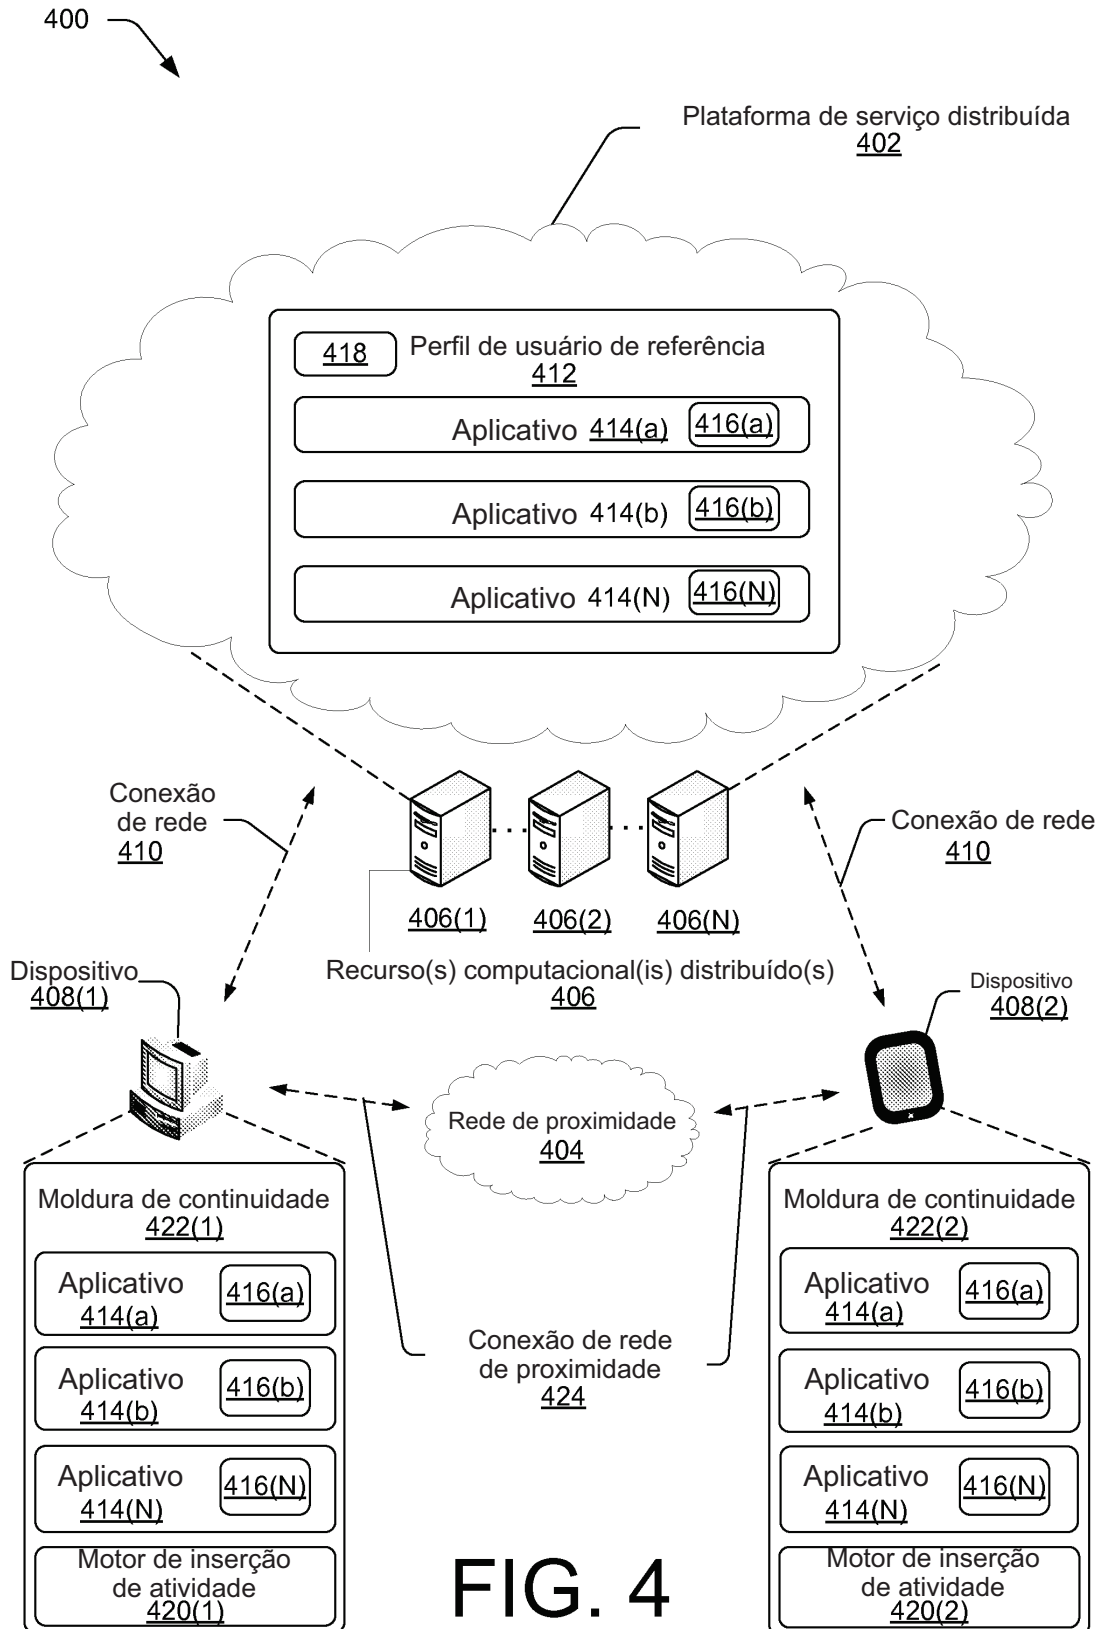 400
Plataforma de serviço distribuída
402
418
Perfil de usuário de referência
412
Aplicativo 414(a) 416(a)
Aplicativo 414(b) 416(b)
Aplicativo 414(N) 416(N)
Conexão
de rede
410
Conexão de rede
410
406(1) 406(2) 406(N)
Recurso(s) computacional(is) distribuído(s)
406
Dispositivo
408(1)
Dispositivo
408(2)
Rede de proximidade
404
Moldura de continuidade
422(1)
Aplicativo
414(a)
416(a)
Aplicativo
414(b)
416(b)
Aplicativo
414(N)
416(N)
Motor de inserção
de atividade
420(1)
Conexão de rede
de proximidade
424
Moldura de continuidade
422(2)
Aplicativo
414(a)
416(a)
Aplicativo
414(b)
416(b)
Aplicativo
414(N)
416(N)
Motor de inserção
de atividade
420(2)
FIG. 4